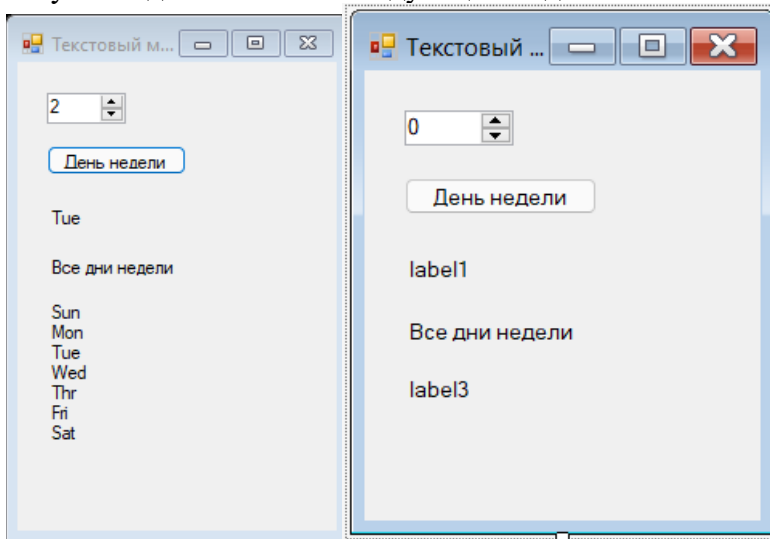 Текстовый м...
2
День недели
Tue
Все дни недели
Sun
Mon
Tue
Wed
Thr
Fri
Sat
Текстовый ...
0
День недели
label1
Все дни недели
label3